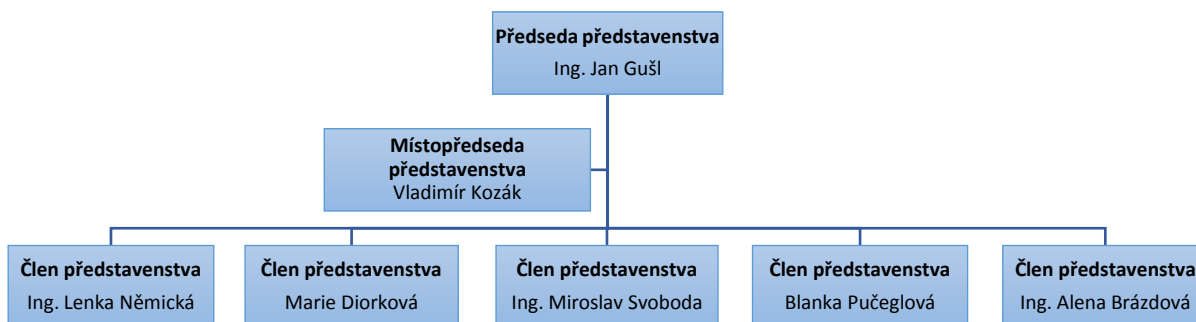 Předseda představenstva
Ing. Jan Gušl
Místopředseda
představenstva
Vladimír Kozák
Člen představenstva
Ing. Lenka Němická
Člen představenstva
Marie Diorková
Člen představenstva
Ing. Miroslav Svoboda
Člen představenstva
Blanka Pučeglová
Člen představenstva
Ing. Alena Brázdová